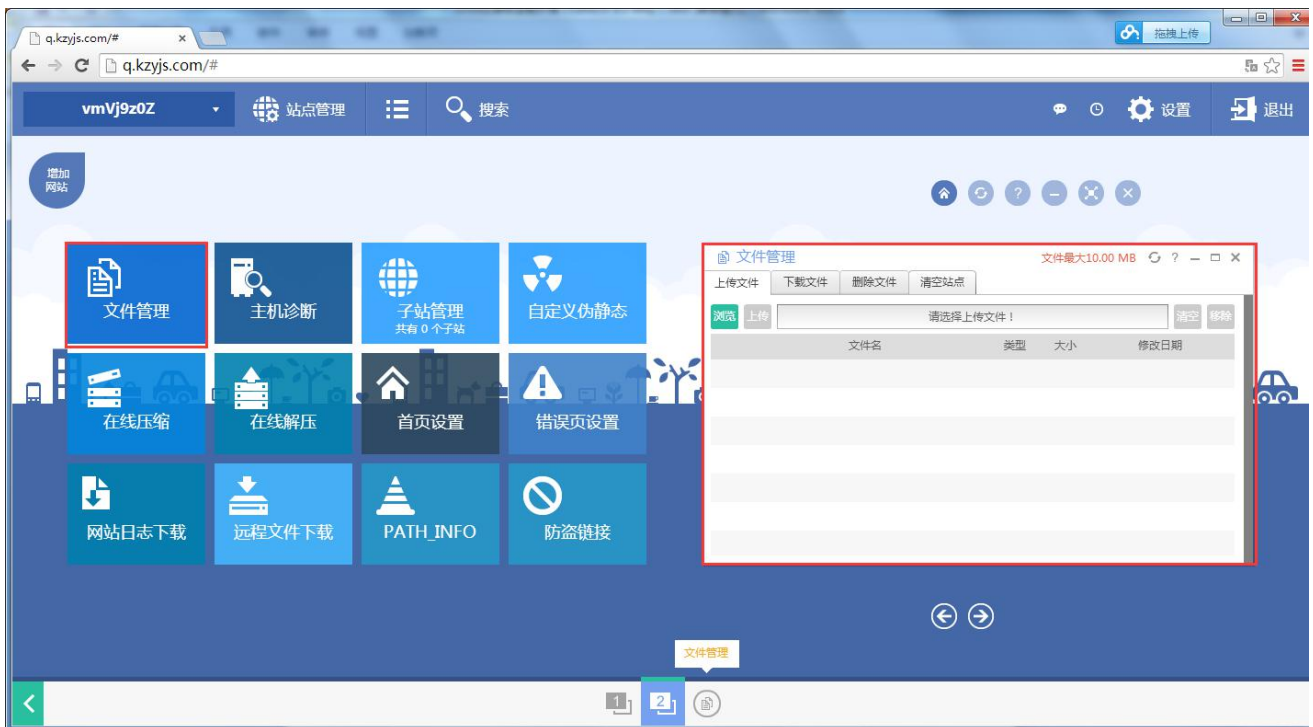 q.kzyjs.com/#
拖拽上传
q.kzyjs.com/#
vmVj9z0Z
站点管理
搜索
设置
退出
增加
网站
文件管理
主机诊断
子站管理
共有 0 个子站
自定义伪静态
在线压缩
在线解压
首页设置
错误页设置
网站日志下载
远程文件下载
PATH_INFO
防盗链接
文件管理
文件最大10.00 MB
上传文件 下载文件 删除文件 清空站点
浏览 上传 请选择上传文件！ 清空 移除
文件名 类型 大小 修改日期
文件管理
1
2